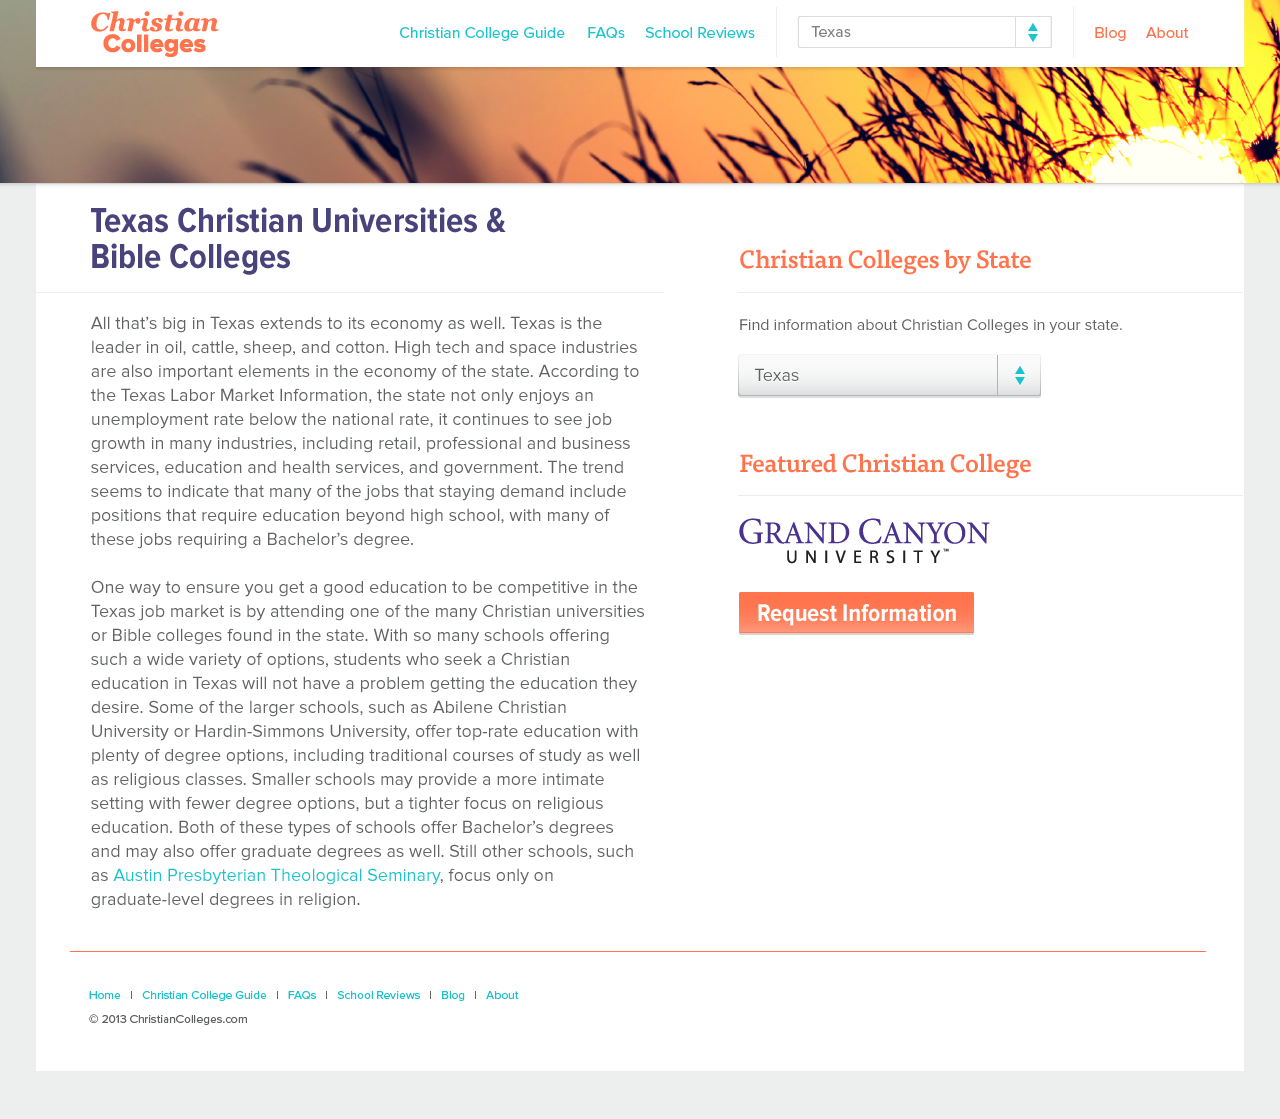 Christian
Colleges
Christian College Guide FAQs School Reviews Texas Blog About
Texas Christian Universities &
Bible Colleges
All that’s big in Texas extends to its economy as well. Texas is the
leader in oil, cattle, sheep, and cotton. High tech and space industries
are also important elements in the economy of the state. According to
the Texas Labor Market Information, the state not only enjoys an
unemployment rate below the national rate, it continues to see job
growth in many industries, including retail, professional and business
services, education and health services, and government. The trend
seems to indicate that many of the jobs that staying demand include
positions that require education beyond high school, with many of
these jobs requiring a Bachelor’s degree.
One way to ensure you get a good education to be competitive in the
Texas job market is by attending one of the many Christian universities
or Bible colleges found in the state. With so many schools offering
such a wide variety of options, students who seek a Christian
education in Texas will not have a problem getting the education they
desire. Some of the larger schools, such as Abilene Christian
University or Hardin-Simmons University, offer top-rate education with
plenty of degree options, including traditional courses of study as well
as religious classes. Smaller schools may provide a more intimate
setting with fewer degree options, but a tighter focus on religious
education. Both of these types of schools offer Bachelor’s degrees
and may also offer graduate degrees as well. Still other schools, such
as Austin Presbyterian Theological Seminary, focus only on
graduate-level degrees in religion.
Christian Colleges by State
Find information about Christian Colleges in your state.
Texas
Featured Christian College
GRAND CANYON
UNIVERSITY™
Request Information
Home | Christian College Guide | FAQs | School Reviews | Blog | About
© 2013 ChristianColleges.com